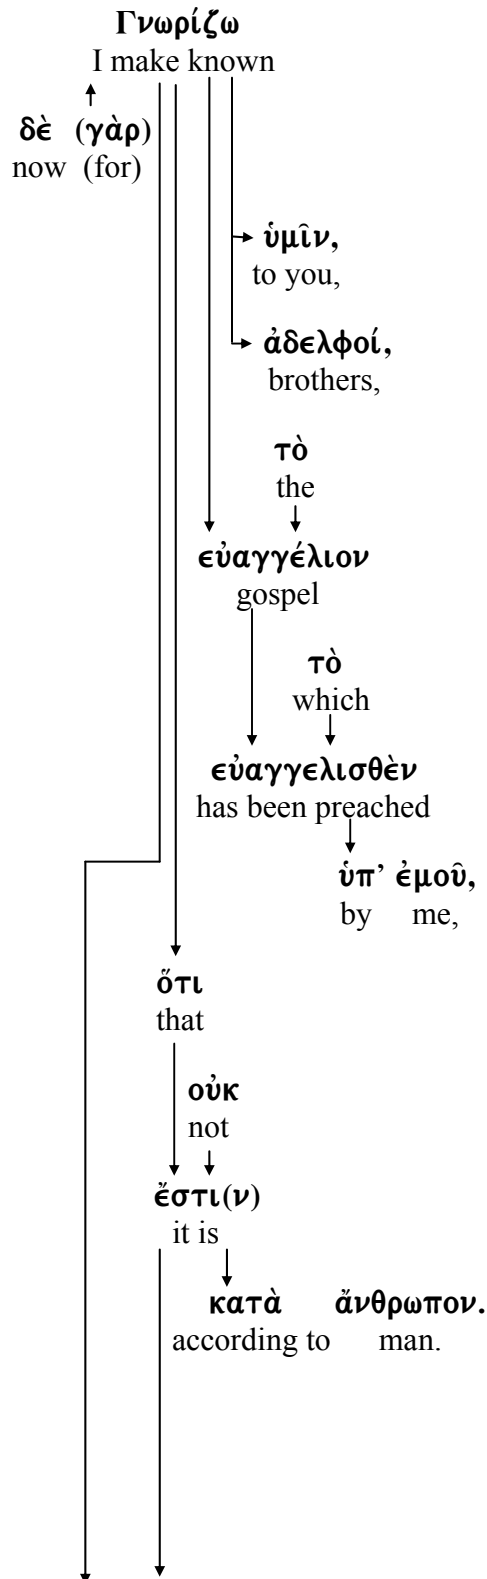 Γνωρίζω
I make known
δὲ (γὰρ)
now (for)
ὑμῖν,
to you,
ἀδελφοί,
brothers,
τὸ
the
εὐαγγέλιον
gospel
τὸ
which
εὐαγγελισθὲν
has been preached
ὑπ’ ἐμοῦ,
by me,
ὅτι
that
οὐκ
not
ἔστι(ν)
it is
κατὰ ἄνθρωπον.
according to man.